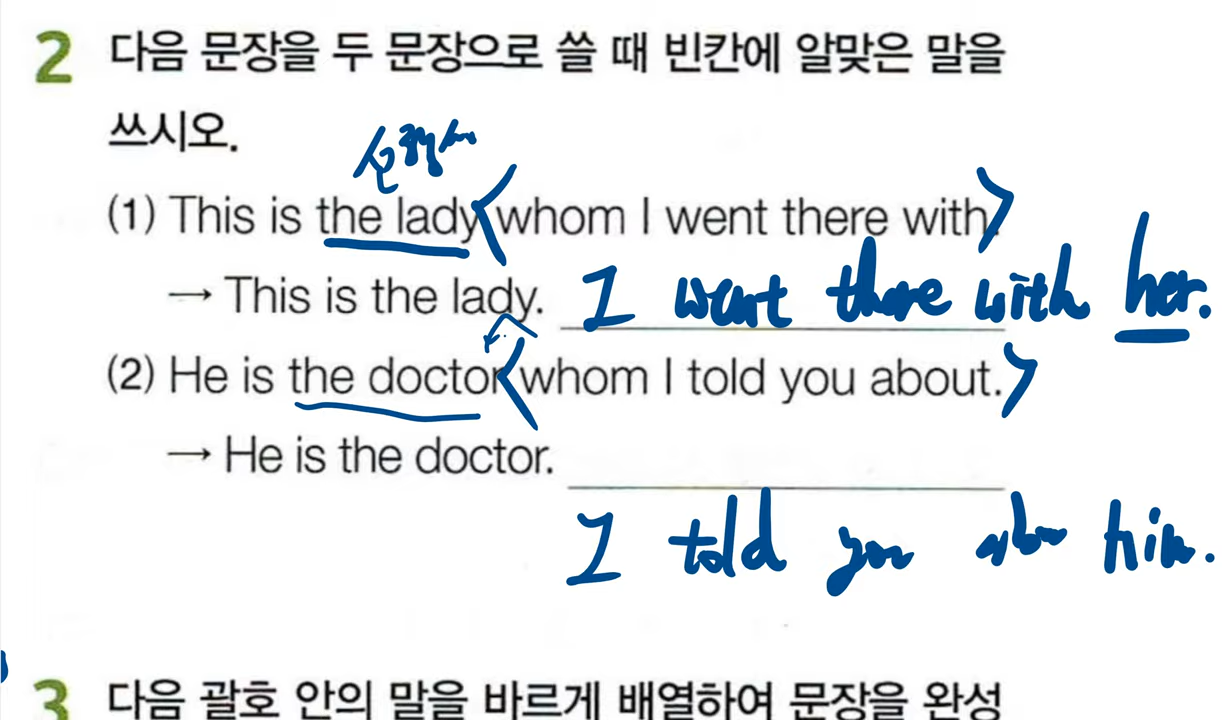 2 다음 문장을 두 문장으로 쓸 때 빈칸에 알맞은 말을
쓰시오.
선행사
(1) This is the lady whom I went there with.
→ This is the lady. I went there with her.
(2) He is the doctor whom I told you about.
→ He is the doctor.
I told you about him.
3 다음 괄호 안의 말을 바르게 배열하여 문장을 완성